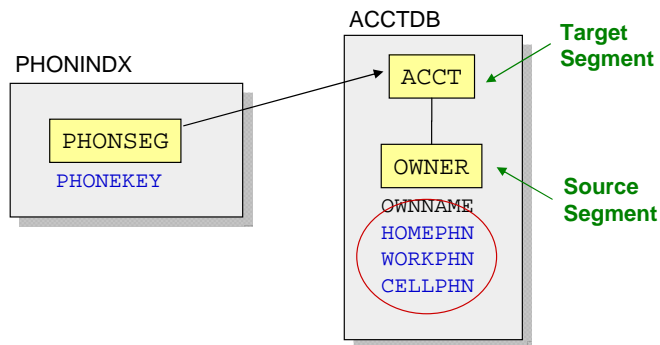 PHONINDX
PHONSEG
PHONEKEY
ACCTDB
ACCT
OWNER
OWNNAME
HOMEPHN
WORKPHN
CELLPHN
Target
Segment
Source
Segment